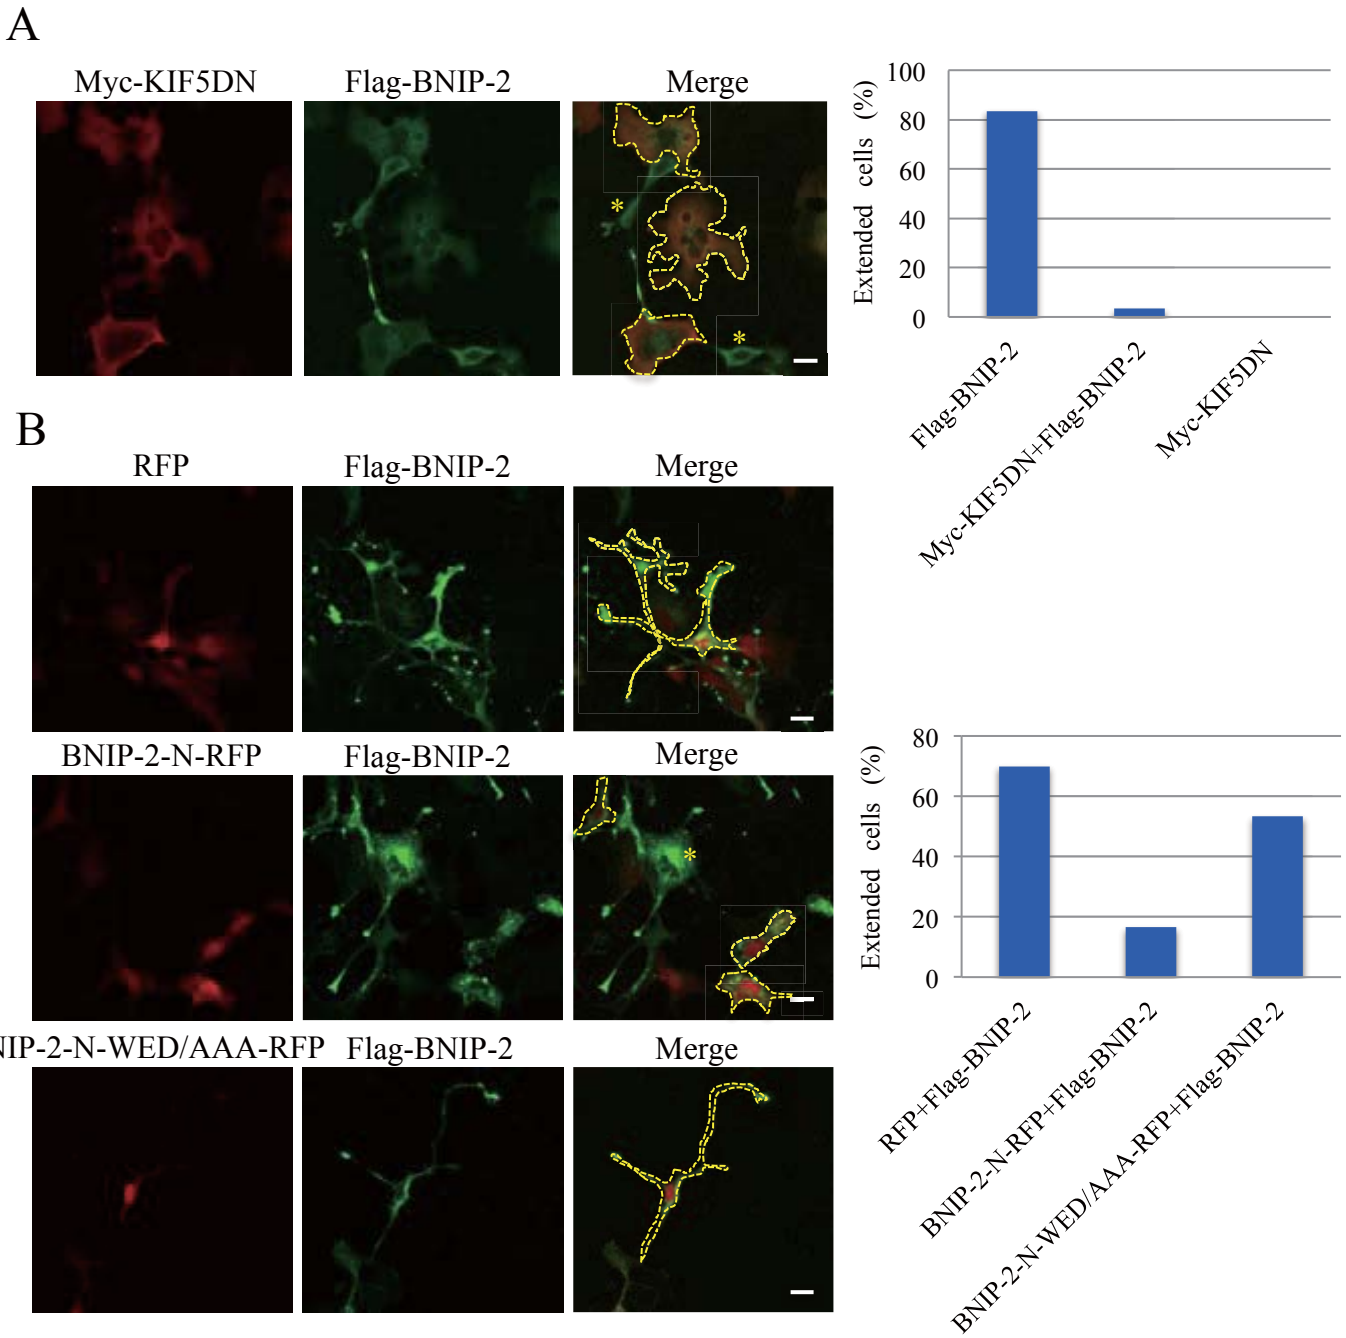 A
Myc-KIF5DN
Flag-BNIP-2
Merge
*
*
Extended cells (%)
100
80
60
40
20
0
Flag-BNIP-2
Myc-KIF5DN+Flag-BNIP-2
Myc-KIF5DN
B
RFP
Flag-BNIP-2
Merge
BNIP-2-N-RFP
Flag-BNIP-2
Merge
*
NIP-2-N-WED/AAA-RFP
Flag-BNIP-2
Merge
Extended cells (%)
80
60
40
20
0
RFP+Flag-BNIP-2
BNIP-2-N-RFP+Flag-BNIP-2
BNIP-2-N-WED/AAA-RFP+Flag-BNIP-2